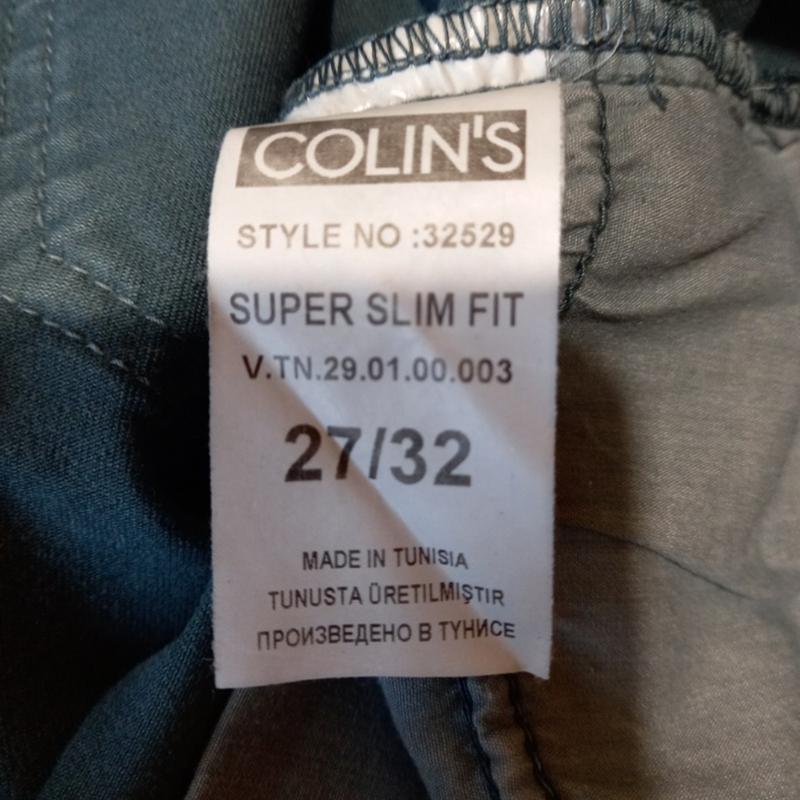 COLIN'S
STYLE NO :32529
SUPER SLIM FIT
V.TN.29.01.00.003
27/32
MADE IN TUNISIA
TUNUSTA ÜRETILMIŞTIR
ПРОИЗВЕДЕНО В ТУНИСЕ